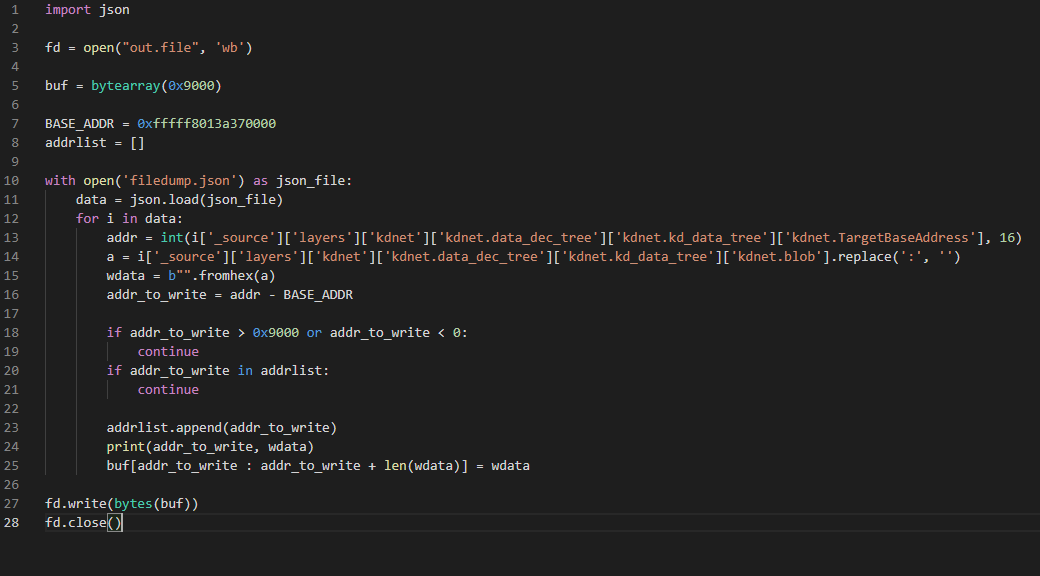 1 import json
2
3 fd = open("out.file", 'wb')
4
5 buf = bytearray(0x9000)
6
7 BASE_ADDR = 0xfffff8013a370000
8 addrlist = []
9
10 with open('filedump.json') as json_file:
11     data = json.load(json_file)
12     for i in data:
13         addr = int(i['_source']['layers']['kdnet']['kdnet.data_dec_tree']['kdnet.kd_data_tree']['kdnet.TargetBaseAddress'], 16)
14         a = i['_source']['layers']['kdnet']['kdnet.data_dec_tree']['kdnet.kd_data_tree']['kdnet.blob'].replace(':', '')
15         wdata = b"".fromhex(a)
16         addr_to_write = addr - BASE_ADDR
17
18         if addr_to_write > 0x9000 or addr_to_write < 0:
19             continue
20         if addr_to_write in addrlist:
21             continue
22
23         addrlist.append(addr_to_write)
24         print(addr_to_write, wdata)
25         buf[addr_to_write : addr_to_write + len(wdata)] = wdata
26
27 fd.write(bytes(buf))
28 fd.close()